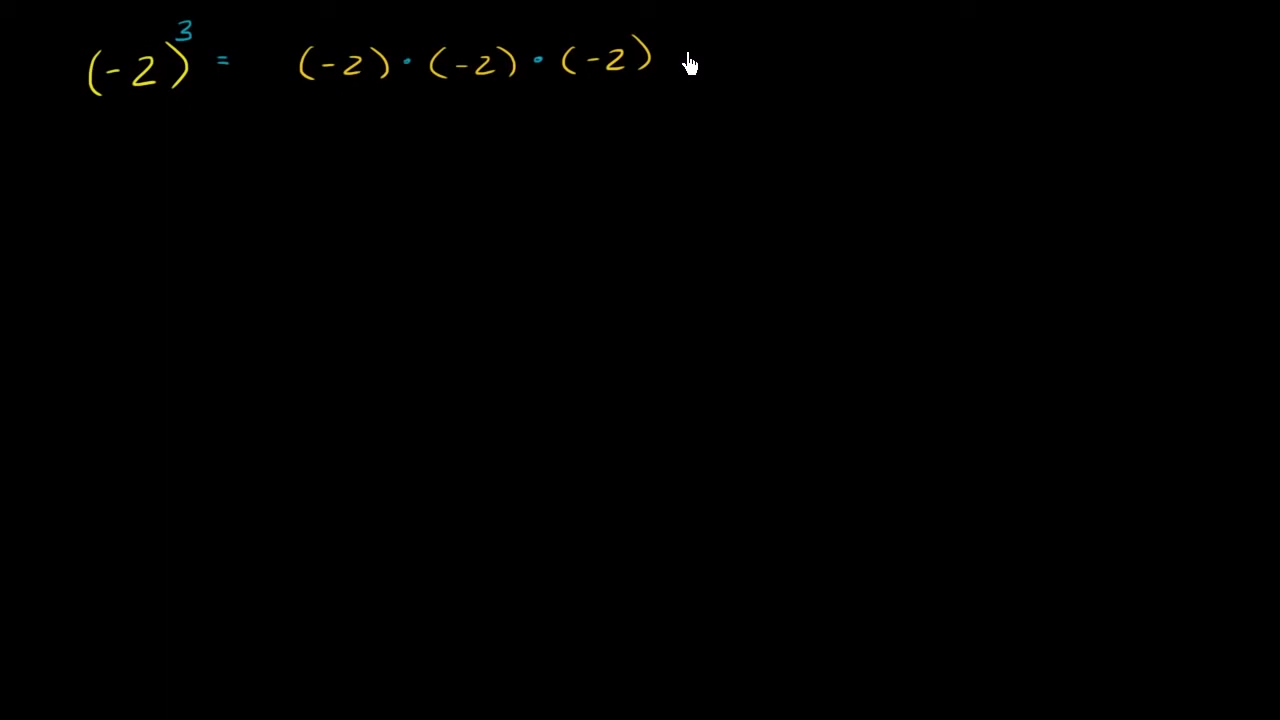 (-2)³ = (-2) · (-2) · (-2)